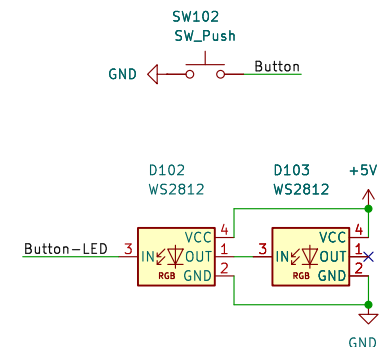 SW102
SW_Push
GND
Button
D102
WS2812
D103
WS2812
+5V
Button-LED
3
IN
RGB
VCC
4
OUT
1
GND
2
3
IN
RGB
VCC
4
OUT
1
GND
2
GND